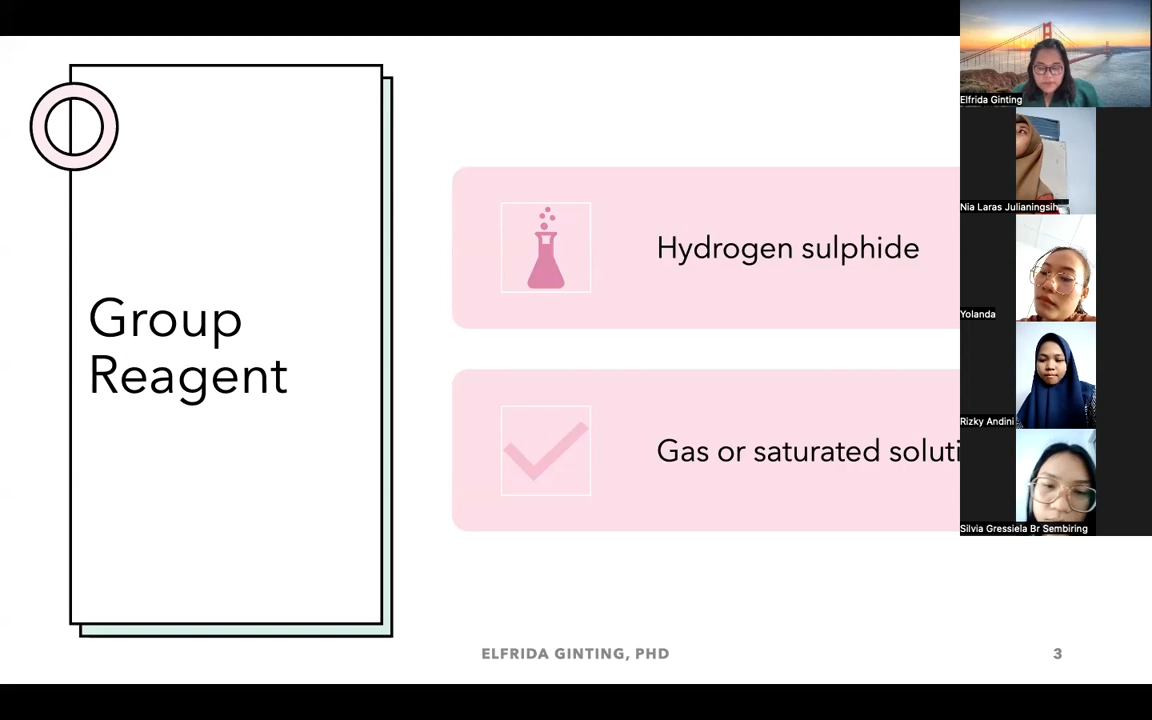 Group
Reagent
Hydrogen sulphide
Gas or saturated soluti
ELFRIDA GINTING, PHD
3
Elfrida Ginting
Nia Laras Julianingsih
Yolanda
Rizky Andini
Silvia Gressiela Br Sembiring